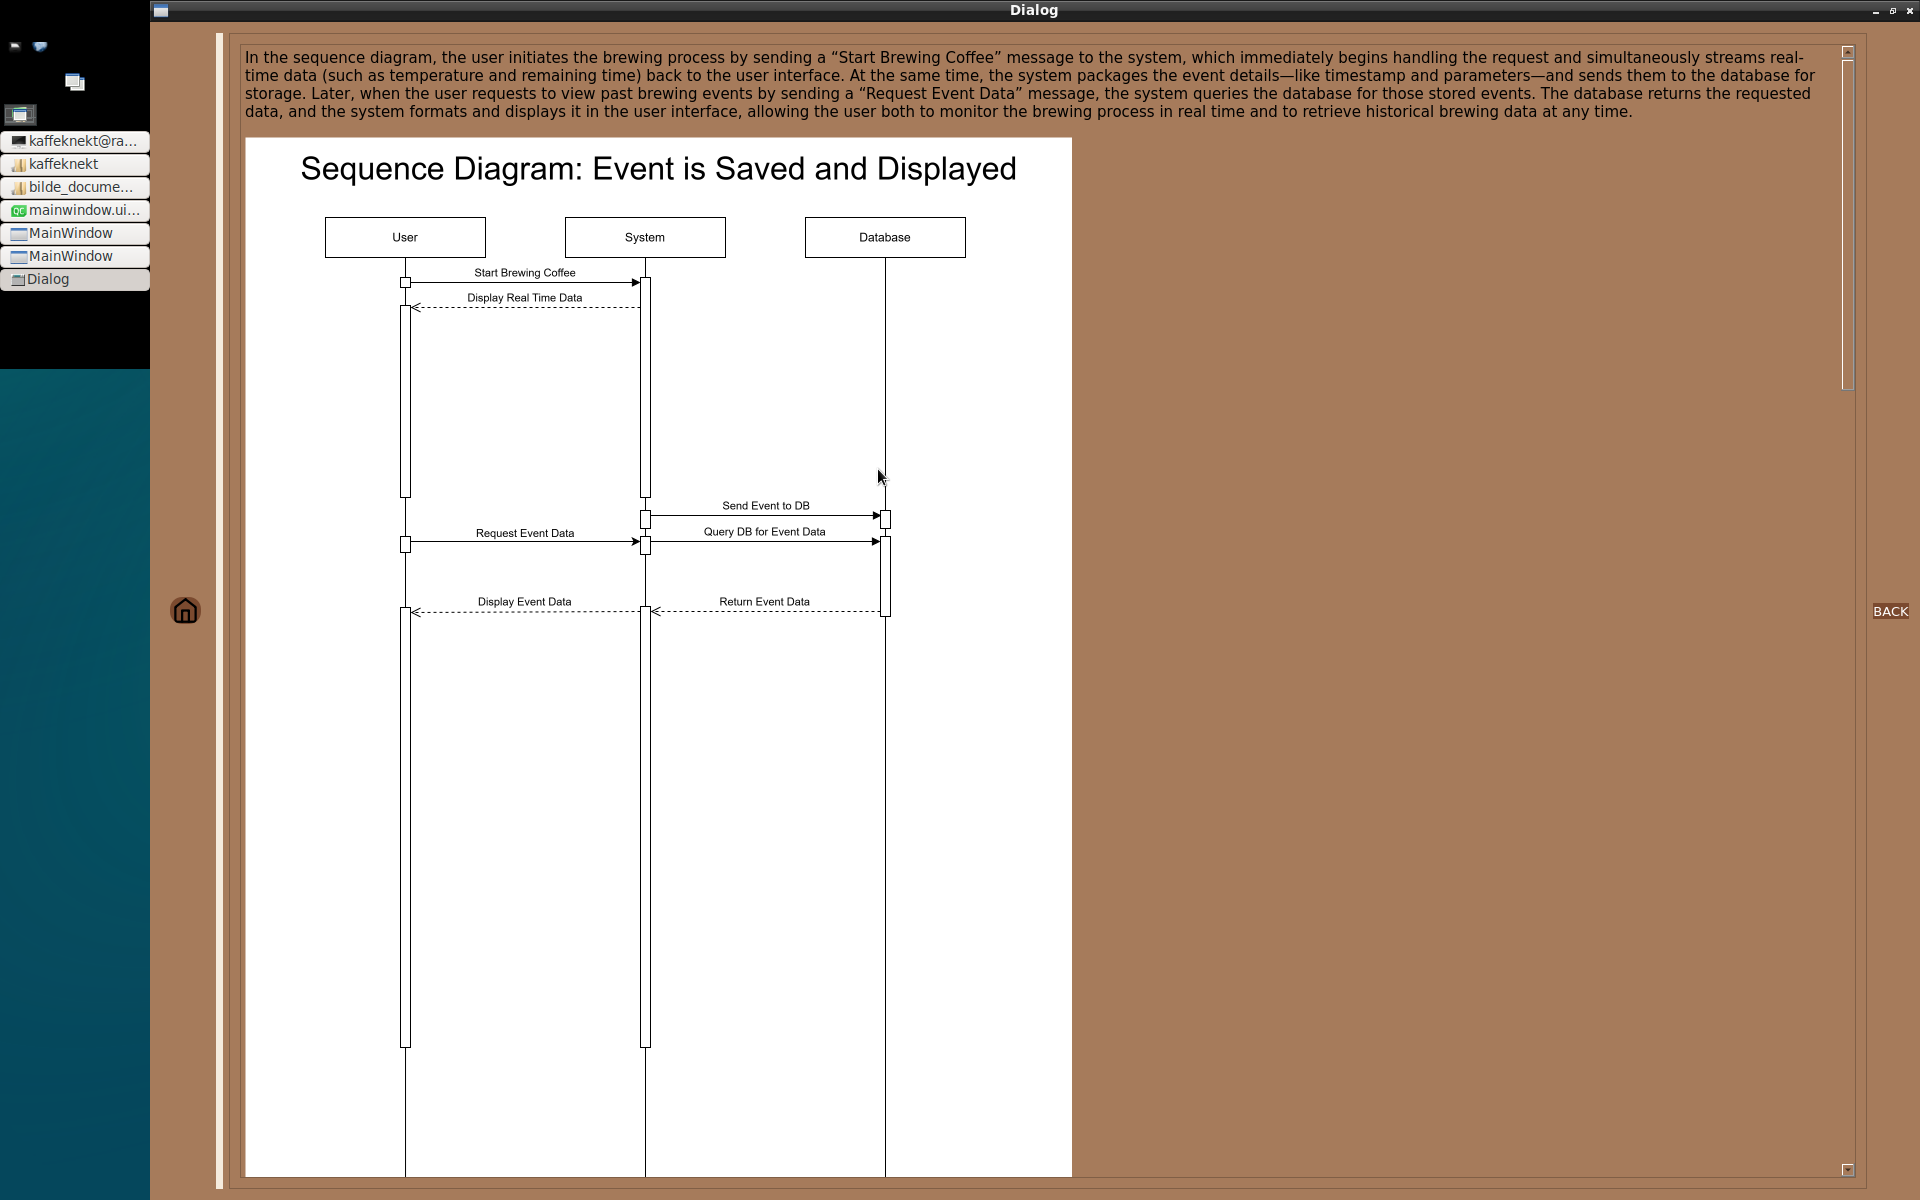 Dialog
kaffeknekt@ra...
kaffeknekt
bilde_docume...
mainwindow.ui...
MainWindow
MainWindow
Dialog
In the sequence diagram, the user initiates the brewing process by sending a “Start Brewing Coffee” message to the system, which immediately begins handling the request and simultaneously streams real-
time data (such as temperature and remaining time) back to the user interface. At the same time, the system packages the event details—like timestamp and parameters—and sends them to the database for
storage. Later, when the user requests to view past brewing events by sending a “Request Event Data” message, the system queries the database for those stored events. The database returns the requested
data, and the system formats and displays it in the user interface, allowing the user both to monitor the brewing process in real time and to retrieve historical brewing data at any time.
Sequence Diagram: Event is Saved and Displayed
User
System
Database
Start Brewing Coffee
Display Real Time Data
Send Event to DB
Request Event Data
Query DB for Event Data
Display Event Data
Return Event Data
BACK